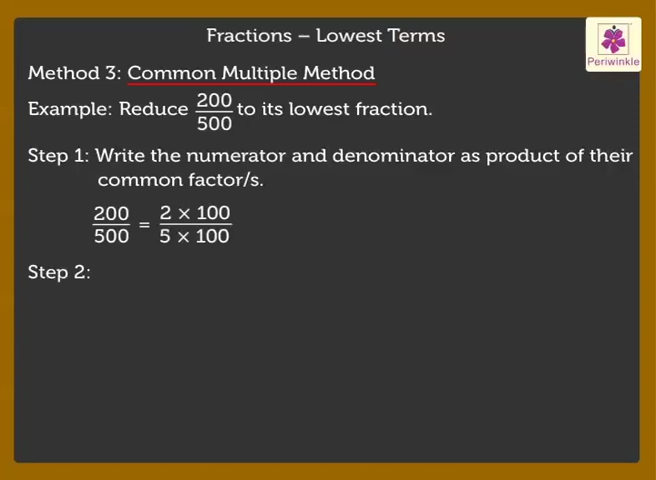 Fractions – Lowest Terms
Periwinkle
Method 3: Common Multiple Method
Example: Reduce 200/500 to its lowest fraction.
Step 1: Write the numerator and denominator as product of their
common factor/s.
200/500 = 2 × 100/5 × 100
Step 2: